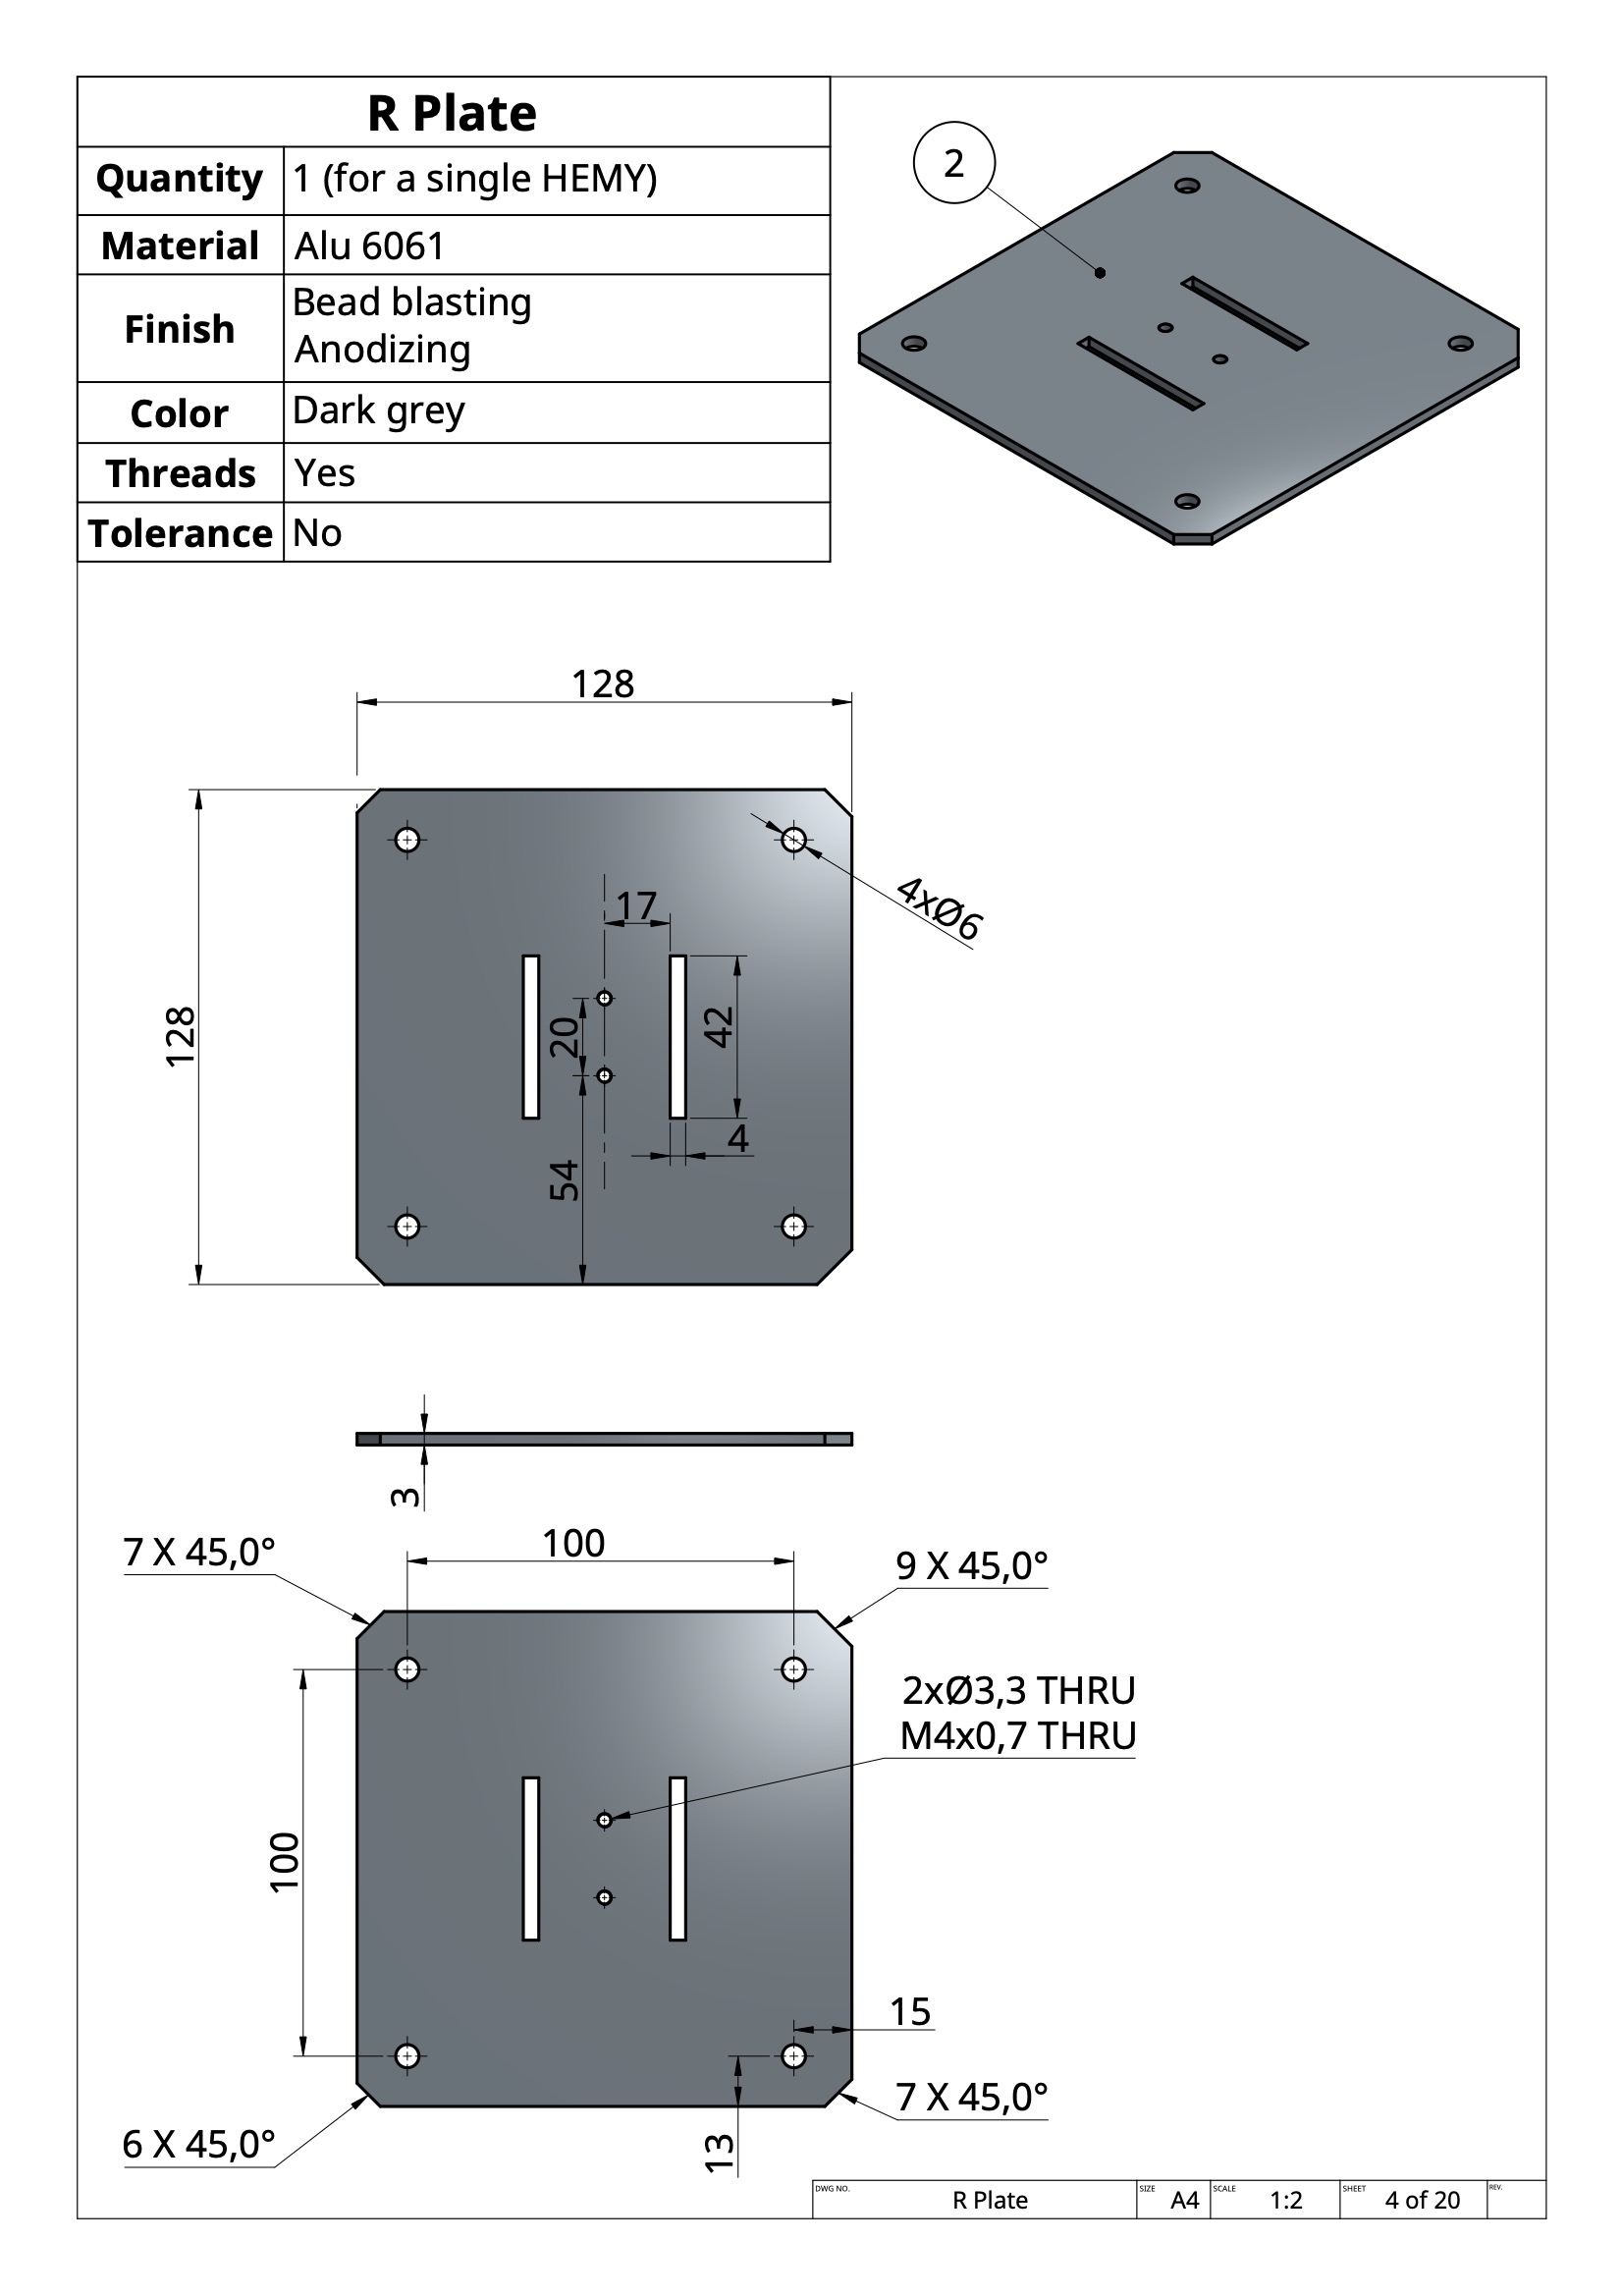 R Plate
Quantity 1 (for a single HEMY)
Material Alu 6061
Finish Bead blasting
Anodizing
Color Dark grey
Threads Yes
Tolerance No
2
128
128
4xØ6
17
20
42
4
54
3
7 X 45,0°
100
9 X 45,0°
2xØ3,3 THRU
M4x0,7 THRU
100
15
7 X 45,0°
13
6 X 45,0°
DWG NO. R Plate SIZE A4 SCALE 1:2 SHEET 4 of 20 REV.